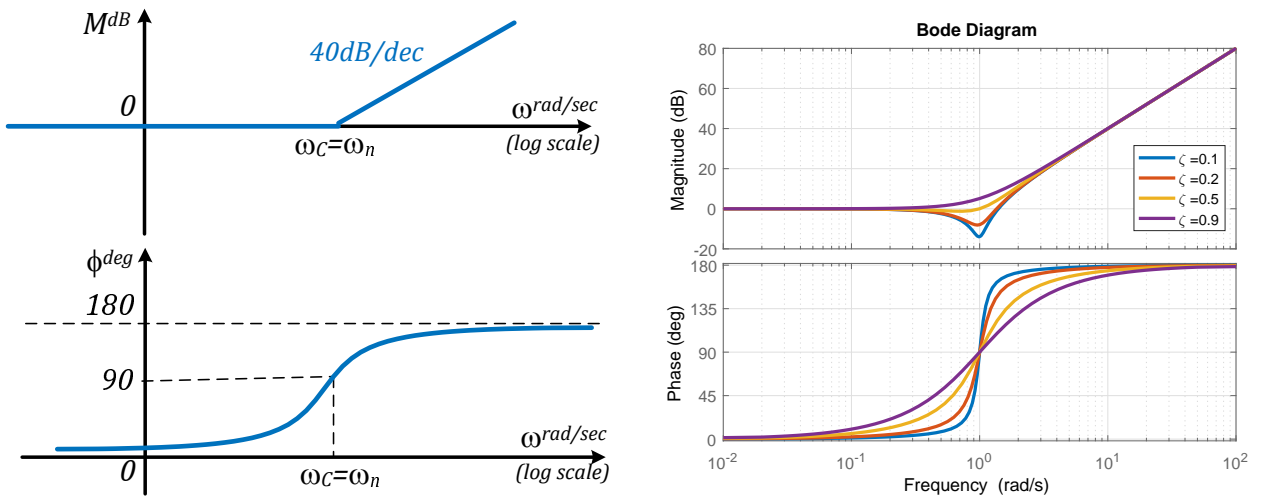 M^dB
40dB/dec
0
ω^rad/sec
ω_C=ω_n
(log scale)
ϕ^deg
180
90
ω^rad/sec
0
ω_C=ω_n
(log scale)
Bode Diagram
Magnitude (dB)
80
60
40
20
0
-20
ζ =0.1
ζ =0.2
ζ =0.5
ζ =0.9
Phase (deg)
180
135
90
45
0
10^-2
10^-1
10^0
10^1
10^2
Frequency (rad/s)